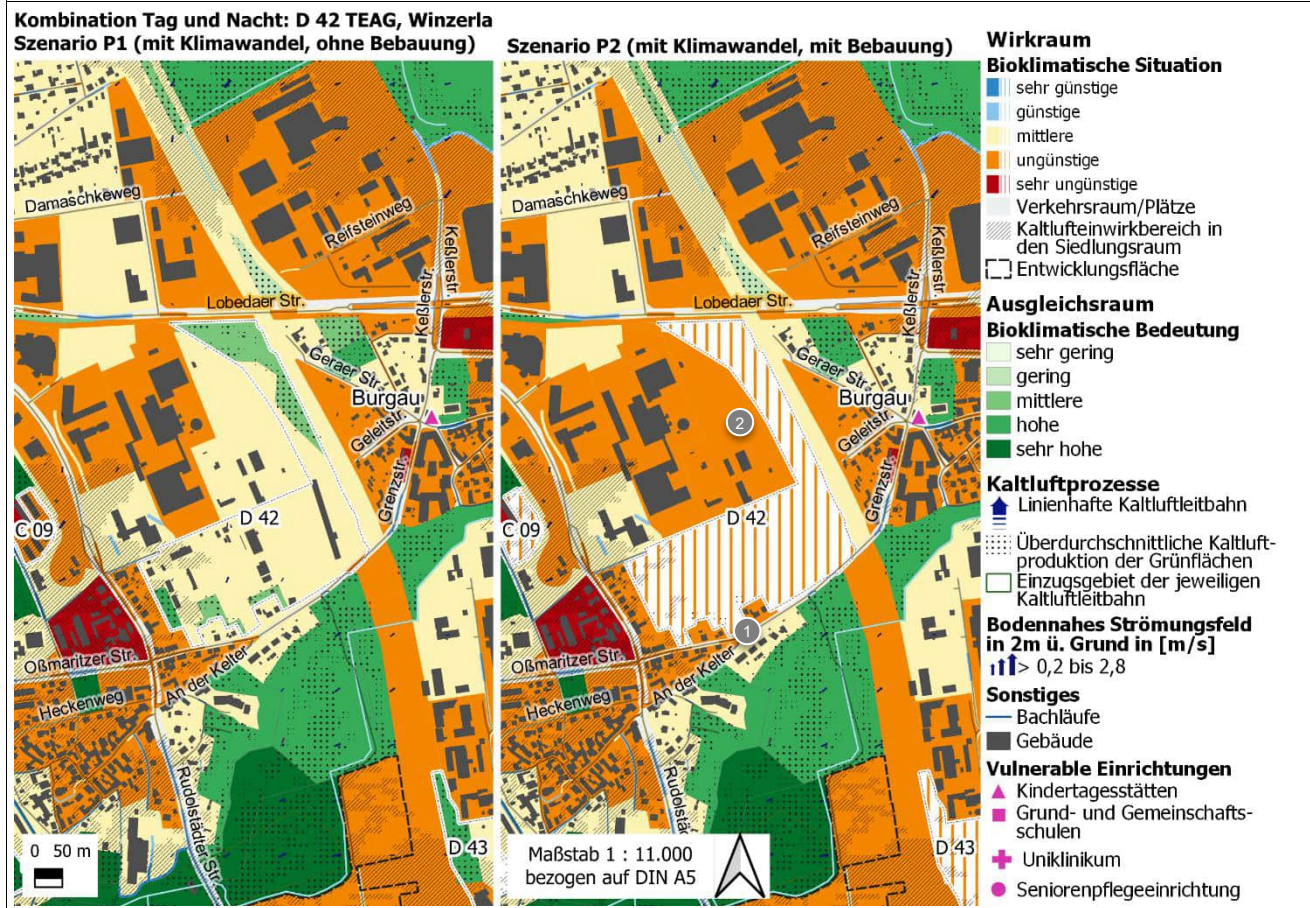 Kombination Tag und Nacht: D 42 TEAG, Winzerla
Szenario P1 (mit Klimawandel, ohne Bebauung)
Szenario P2 (mit Klimawandel, mit Bebauung)
Damaschkeweg
Reifsteinweg
Keßlerstr.
Keßlerstr.
Lobedaer Str.
Geraer Str.
Burgau
Geleitstr.
Grenzstr.
C 09
D 42
Oßmaritzer Str.
An der Kelter
Heckenweg
Rudolstädter Str.
D 43
0 50 m
Damaschkeweg
Reifsteinweg
Keßlerstr.
Keßlerstr.
Lobedaer Str.
Geraer Str.
Burgau
2
Geleitstr.
Grenzstr.
C 09
D 42
1
Oßmaritzer Str.
An der Kelter
Heckenweg
Rudolstädte
D 43
Maßstab 1 : 11.000
bezogen auf DIN A5
Wirkraum
Bioklimatische Situation
sehr günstige
günstige
mittlere
ungünstige
sehr ungünstige
Verkehrsraum/Plätze
Kaltlufteinwirkbereich in
den Siedlungsraum
Entwicklungsfläche
Ausgleichsraum
Bioklimatische Bedeutung
sehr gering
gering
mittlere
hohe
sehr hohe
Kaltluftprozesse
Linienhafte Kaltluftleitbahn
Überdurchschnittliche Kaltluft-
produktion der Grünflächen
Einzugsgebiet der jeweiligen
Kaltluftleitbahn
Bodennahes Strömungsfeld
in 2m ü. Grund in [m/s]
> 0,2 bis 2,8
Sonstiges
Bachläufe
Gebäude
Vulnerable Einrichtungen
Kindertagesstätten
Grund- und Gemeinschafts-
schulen
Uniklinikum
Seniorenpflegeeinrichtung